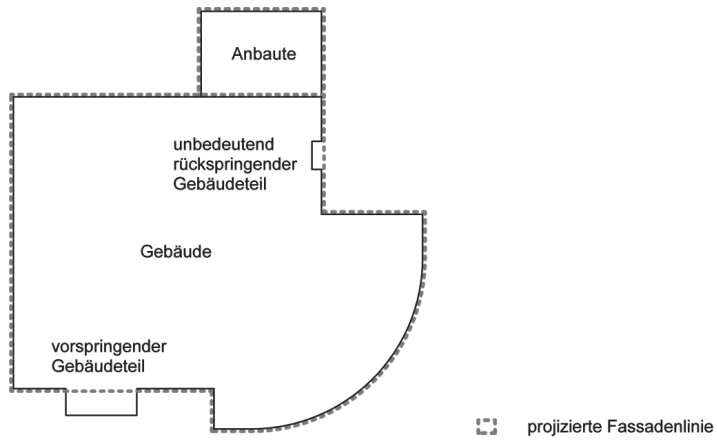 Anbaute
unbedeutend
rückspringender
Gebäudeteil
Gebäude
vorspringender
Gebäudeteil
projizierte Fassadenlinie